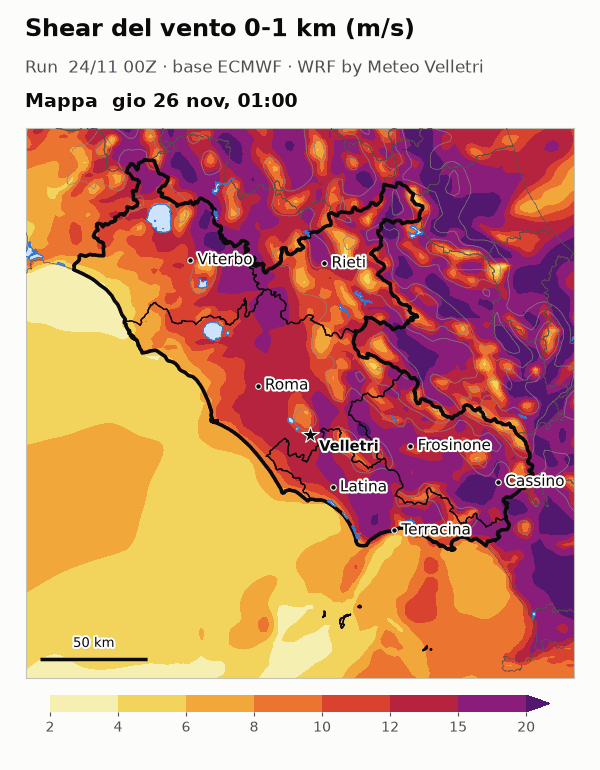 Shear del vento 0-1 km (m/s)
Run  24/11 00Z · base ECMWF · WRF by Meteo Velletri
Mappa  gio 26 nov, 01:00
Viterbo
Rieti
Roma
Velletri
Frosinone
Cassino
Latina
Terracina
50 km
2 4 6 8 10 12 15 20